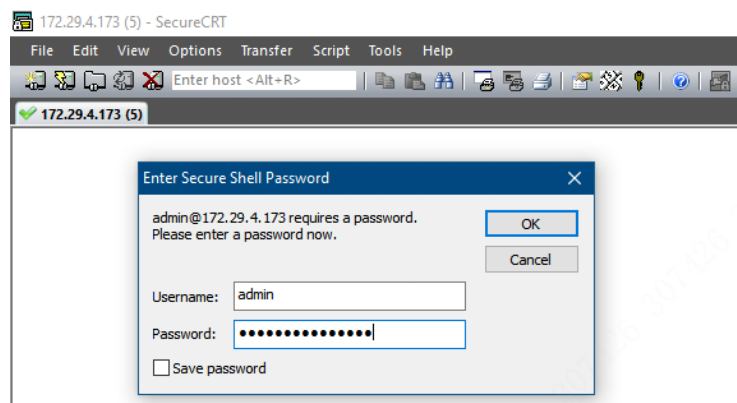 172.29.4.173 (5) - SecureCRT
File Edit View Options Transfer Script Tools Help
Enter host <Alt+R>
172.29.4.173 (5)
Enter Secure Shell Password
admin@172.29.4.173 requires a password.
Please enter a password now.
OK
Cancel
Username: admin
Password: ●●●●●●●●●●●●●●●
Save password